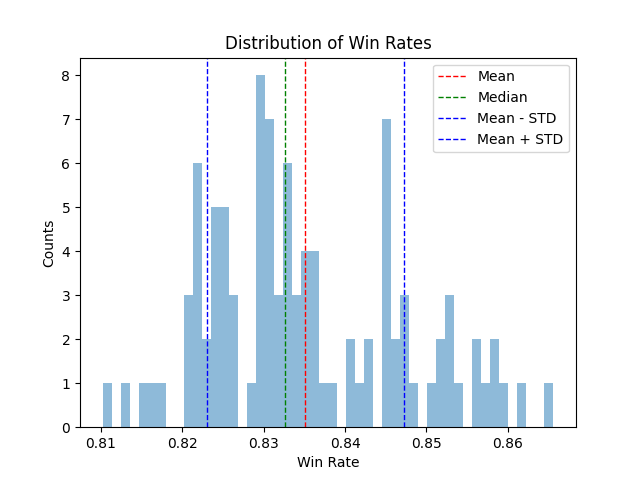 Distribution of Win Rates
Counts
8
7
6
5
4
3
2
1
0
Mean
Median
Mean - STD
Mean + STD
0.81 0.82 0.83 0.84 0.85 0.86
Win Rate